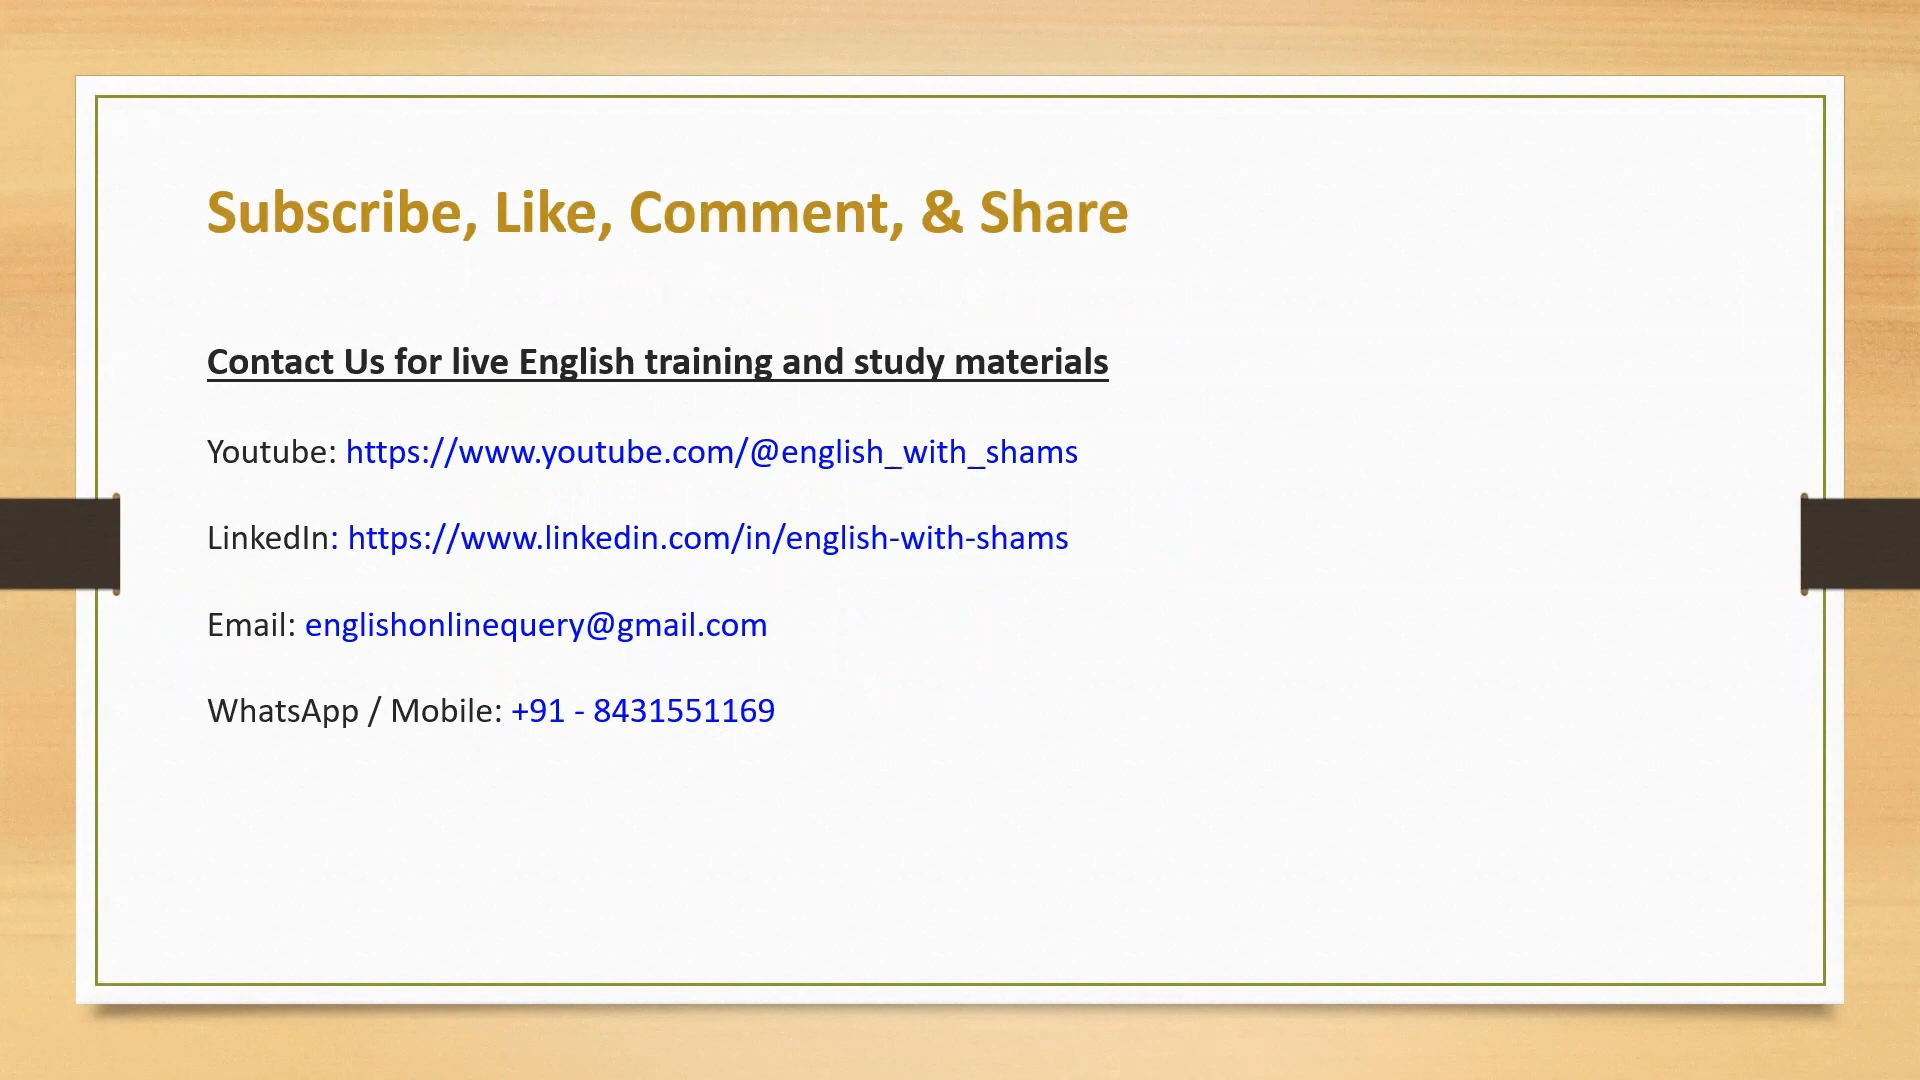 Subscribe, Like, Comment, & Share
Contact Us for live English training and study materials
Youtube: https://www.youtube.com/@english_with_shams
LinkedIn: https://www.linkedin.com/in/english-with-shams
Email: englishonlinequery@gmail.com
WhatsApp / Mobile: +91 - 8431551169